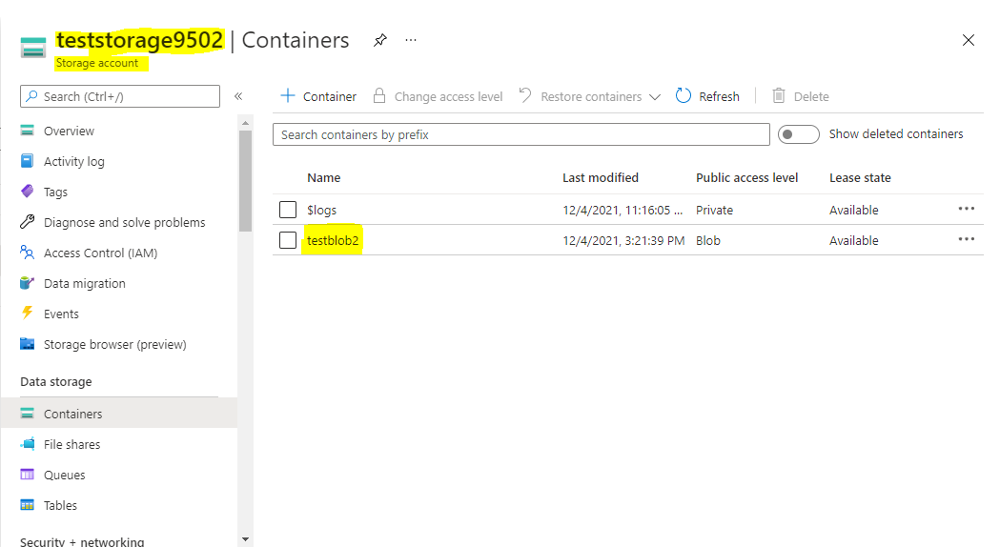 teststorage9502 | Containers ...
Storage account
Search (Ctrl+/) «
Overview
Activity log
Tags
Diagnose and solve problems
Access Control (IAM)
Data migration
Events
Storage browser (preview)
Data storage
Containers
File shares
Queues
Tables
Security + networking
+ Container Change access level Restore containers Refresh Delete
Search containers by prefix Show deleted containers
Name Last modified Public access level Lease state
$logs 12/4/2021, 11:16:05 ... Private Available ...
testblob2 12/4/2021, 3:21:39 PM Blob Available ...